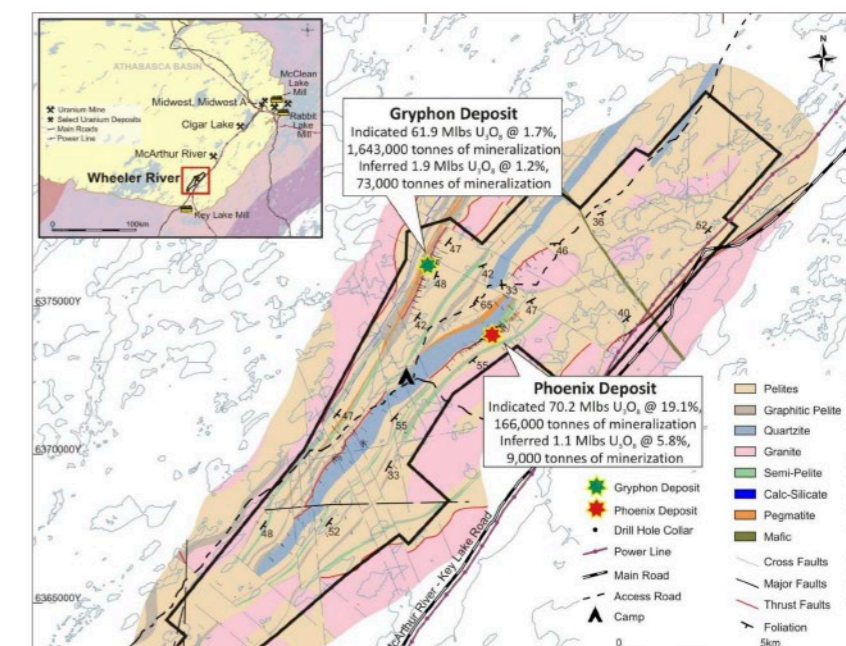 ATHABASCA BASIN
McClean
Lake
Mill
Midwest, Midwest A
Rabbit
Lake
Mill
Cigar Lake
McArthur River
Wheeler River
Key Lake Mill
Uranium Mine
Select Uranium Deposits
Main Roads
Power Line
0
100km
N
Gryphon Deposit
Indicated 61.9 Mlbs U₃O₈ @ 1.7%,
1,643,000 tonnes of mineralization
Inferred 1.9 Mlbs U₃O₈ @ 1.2%,
73,000 tonnes of mineralization
36
52
47
46
42
48
33
6375000Y
65
47
42
40
55
Phoenix Deposit
Indicated 70.2 Mlbs U₃O₈ @ 19.1%,
166,000 tonnes of mineralization
Inferred 1.1 Mlbs U₃O₈ @ 5.8%,
9,000 tonnes of minerization
47
55
6370000Y
33
48
52
6365000Y
McArthur River - Key Lake Road
Gryphon Deposit
Phoenix Deposit
Drill Hole Collar
Power Line
Main Road
Access Road
Camp
Pelites
Graphitic Pelite
Quartzite
Granite
Semi-Pelite
Calc-Silicate
Pegmatite
Mafic
Cross Faults
Major Faults
Thrust Faults
Foliation
0
5km